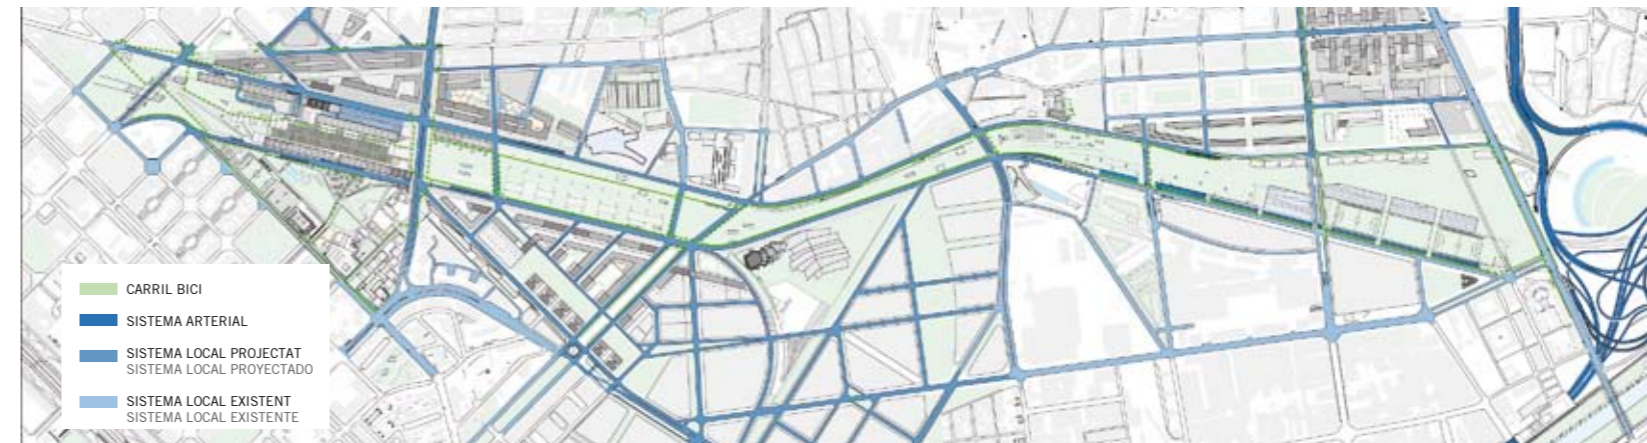 CARRIL BICI
SISTEMA ARTERIAL
SISTEMA LOCAL PROJECTAT
SISTEMA LOCAL PROYECTADO
SISTEMA LOCAL EXISTENT
SISTEMA LOCAL EXISTENTE